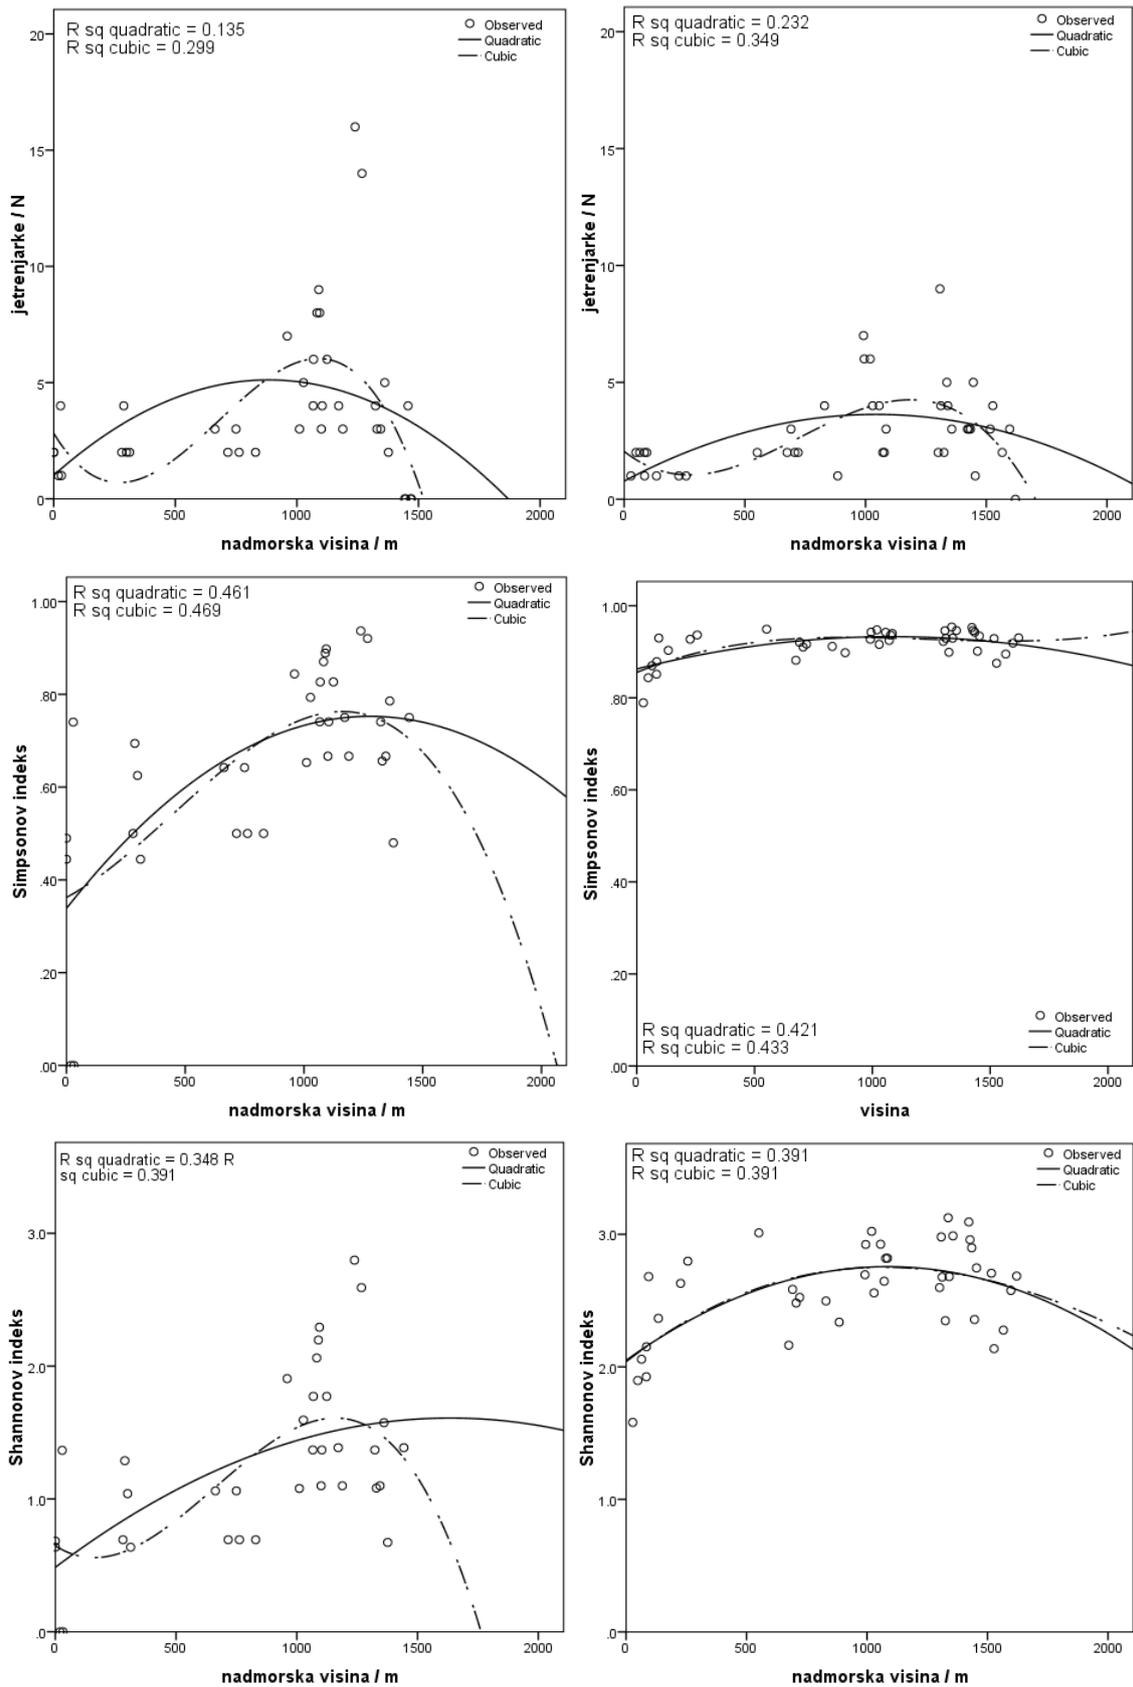 R sq quadratic = 0.135
R sq cubic = 0.299
Observed
Quadratic
Cubic
20
15
10
5
0
jetrenjarke / N
0 500 1000 1500 2000
nadmorska visina / m
R sq quadratic = 0.232
R sq cubic = 0.349
Observed
Quadratic
Cubic
20
15
10
5
0
jetrenjarke / N
0 500 1000 1500 2000
nadmorska visina / m
R sq quadratic = 0.461
R sq cubic = 0.469
Observed
Quadratic
Cubic
1.00
.80
.60
.40
.20
.00
Simpsonov indeks
0 500 1000 1500 2000
nadmorska visina / m
1.00
.80
.60
.40
.20
.00
Simpsonov indeks
R sq quadratic = 0.421
R sq cubic = 0.433
Observed
Quadratic
Cubic
0 500 1000 1500 2000
visina
R sq quadratic = 0.348 R
sq cubic = 0.391
Observed
Quadratic
Cubic
3.0
2.0
1.0
.0
Shannonov indeks
0 500 1000 1500 2000
nadmorska visina / m
R sq quadratic = 0.391
R sq cubic = 0.391
Observed
Quadratic
Cubic
3.0
2.0
1.0
.0
Shannonov indeks
0 500 1000 1500 2000
nadmorska visina / m